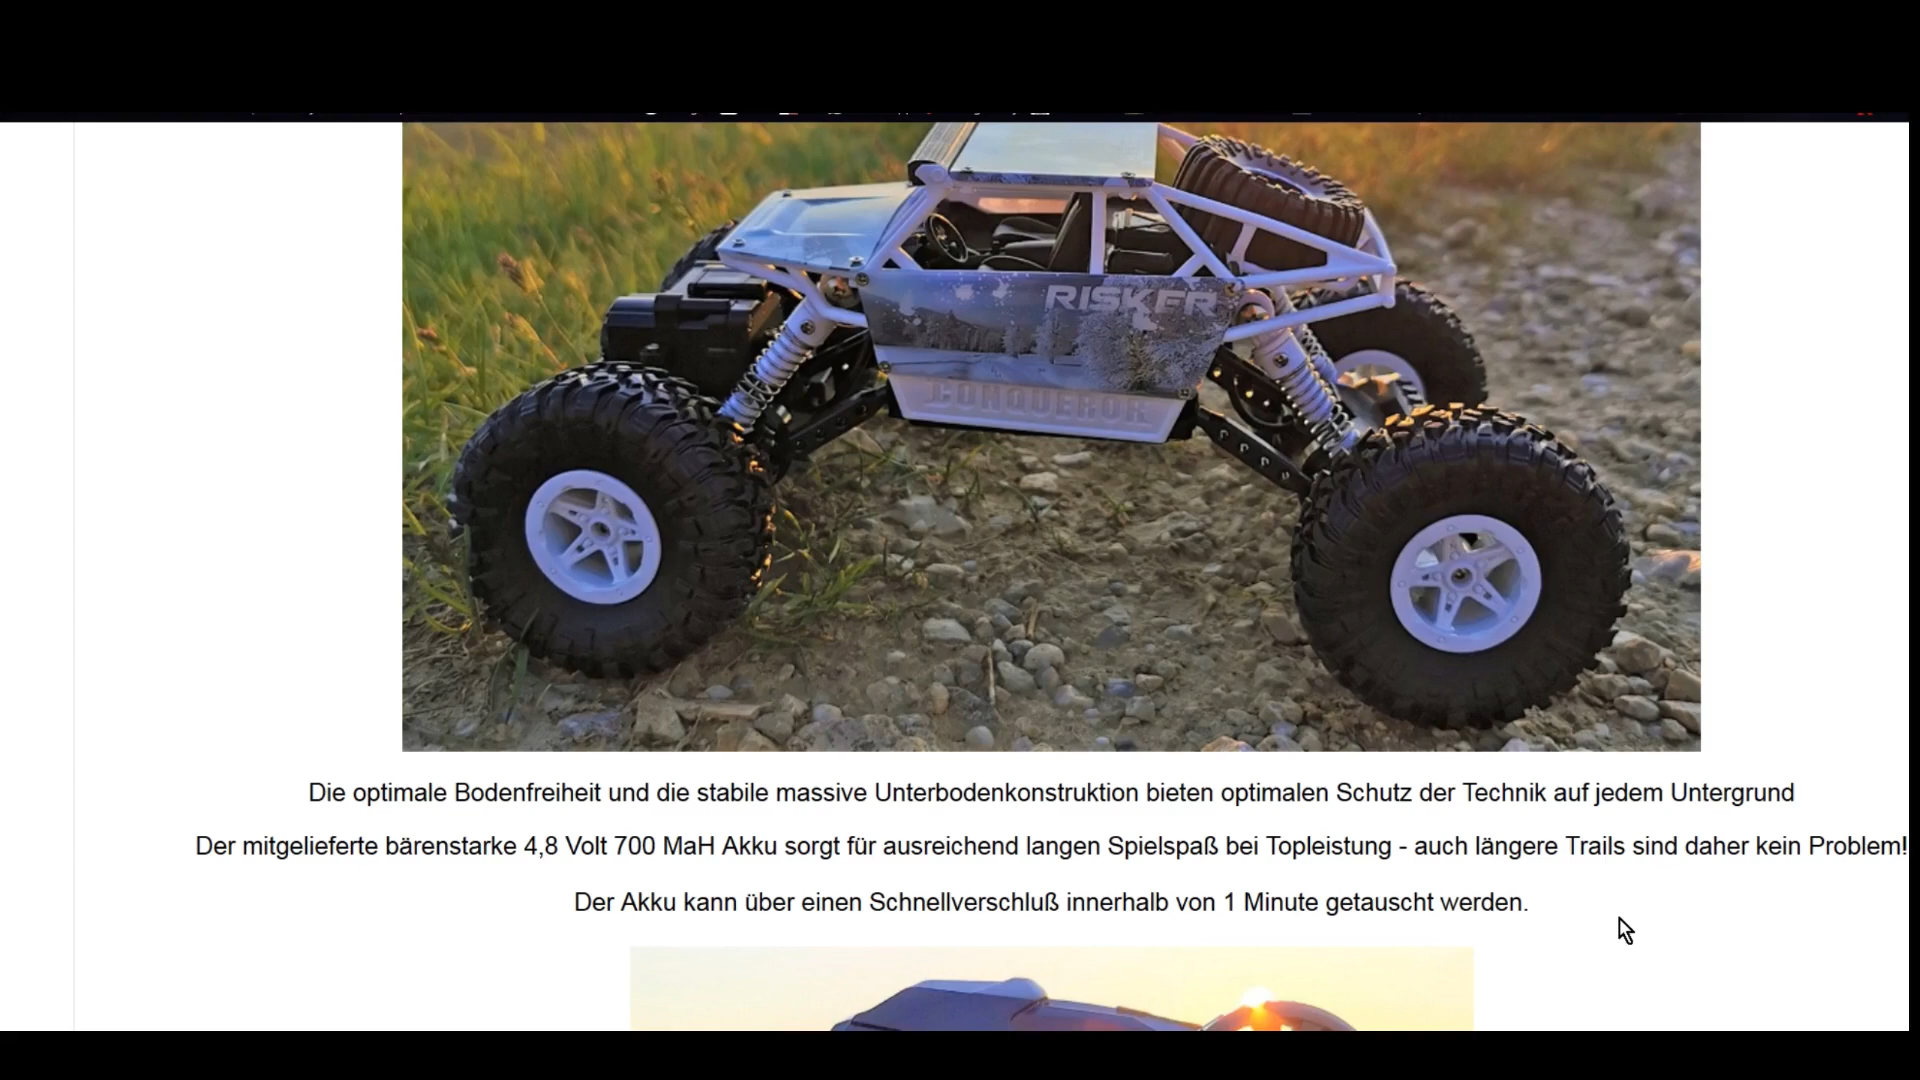 RISKER
CONQUEROR
Die optimale Bodenfreiheit und die stabile massive Unterbodenkonstruktion bieten optimalen Schutz der Technik auf jedem Untergrund
Der mitgelieferte bärenstarke 4,8 Volt 700 MaH Akku sorgt für ausreichend langen Spielspaß bei Topleistung - auch längere Trails sind daher kein Problem!
Der Akku kann über einen Schnellverschluß innerhalb von 1 Minute getauscht werden.